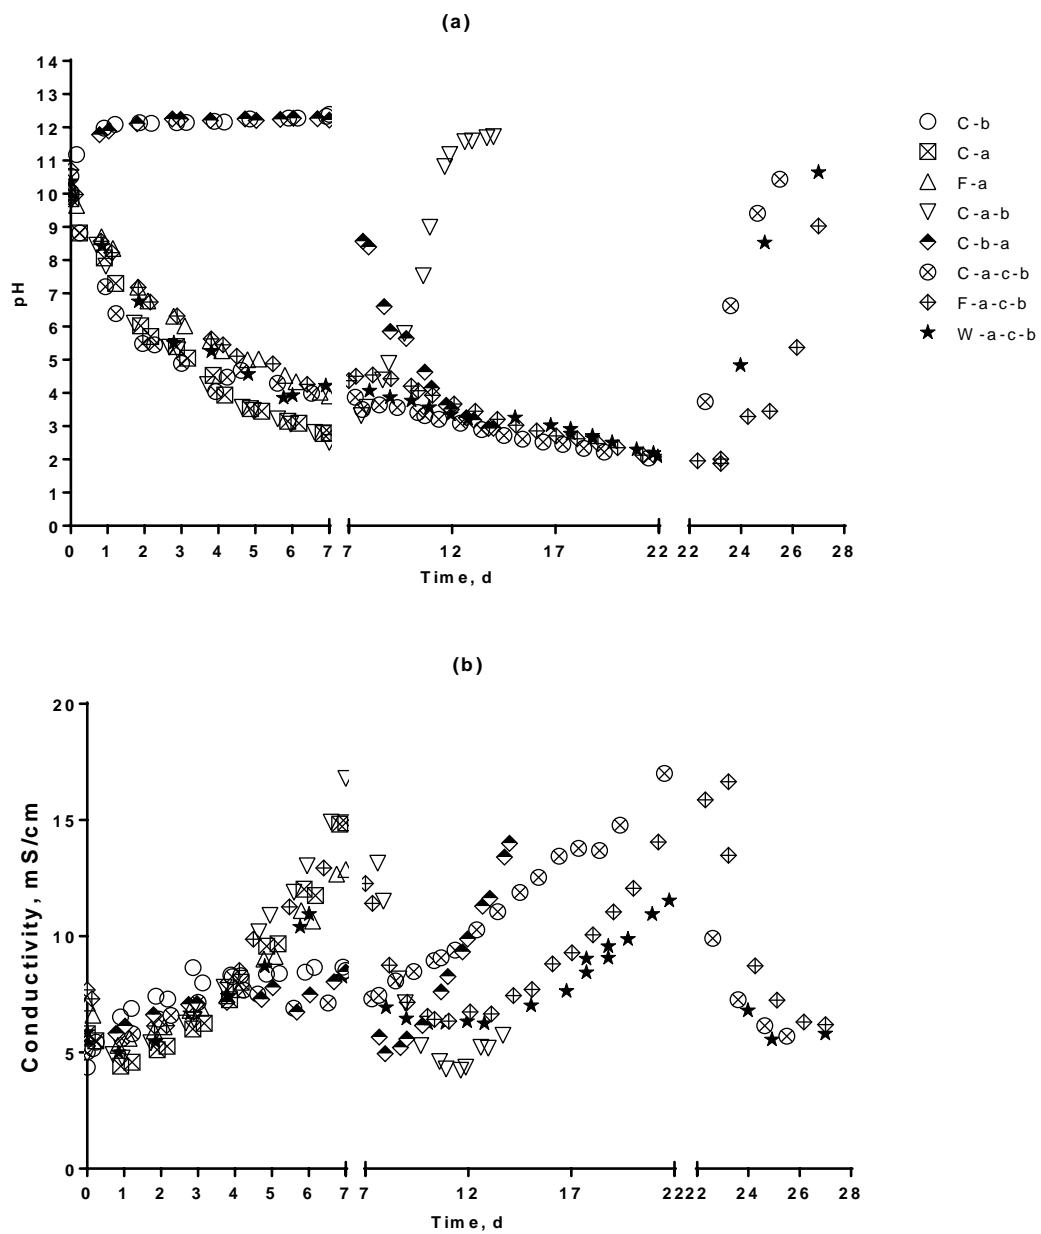 (a)
14
13
12
11
10
9
8
7
6
5
4
3
2
1
0
pH
0 1 2 3 4 5 6 7 7 12 17 22 22 24 26 28
Time, d
C-b
C-a
F-a
C-a-b
C-b-a
C-a-c-b
F-a-c-b
W-a-c-b
(b)
20
15
10
5
0
Conductivity, mS/cm
0 1 2 3 4 5 6 7 7 12 17 22 22 24 26 28
Time, d